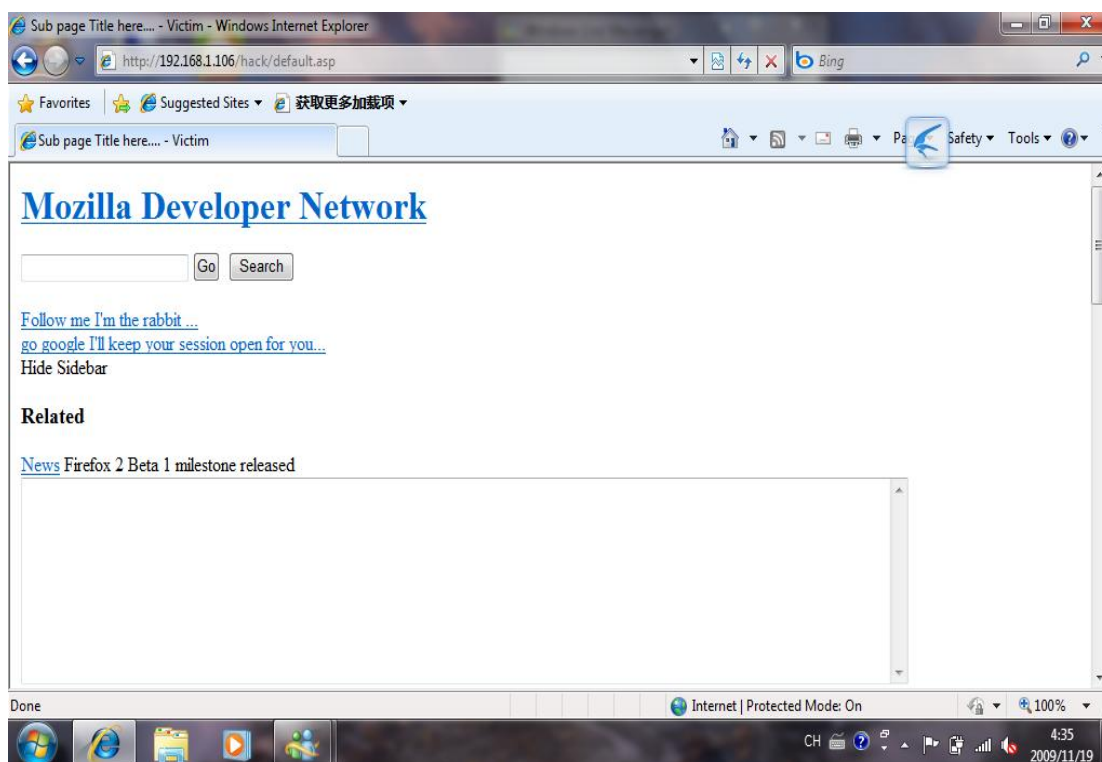 Sub page Title here.... - Victim - Windows Internet Explorer
http://192.168.1.106/hack/default.asp
Bing
Favorites
Suggested Sites
获取更多加载项
Sub page Title here.... - Victim
Safety
Tools
Mozilla Developer Network
Go
Search
Follow me I'm the rabbit ...
go google I'll keep your session open for you...
Hide Sidebar
Related
News Firefox 2 Beta 1 milestone released
Done
Internet | Protected Mode: On
100%
CH
4:35
2009/11/19